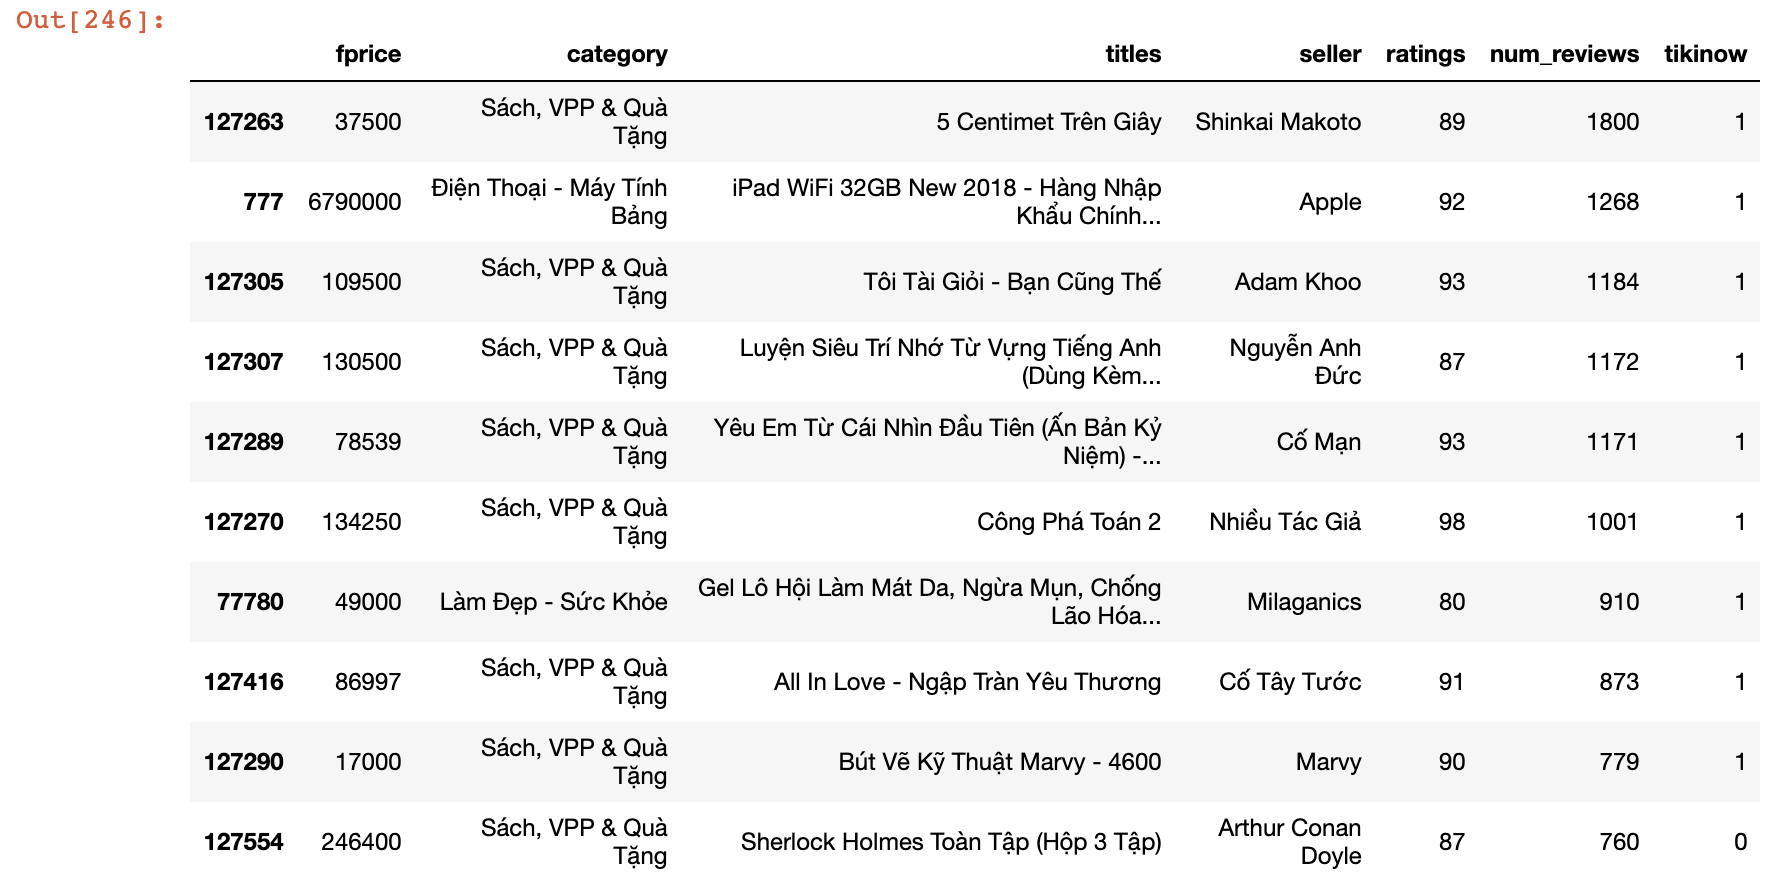 Out[246]:
fprice category titles seller ratings num_reviews tikinow
127263 37500 Sách, VPP & Quà Tặng 5 Centimet Trên Giây Shinkai Makoto 89 1800 1
777 6790000 Điện Thoại - Máy Tính Bảng iPad WiFi 32GB New 2018 - Hàng Nhập Khẩu Chính... Apple 92 1268 1
127305 109500 Sách, VPP & Quà Tặng Tôi Tài Giỏi - Bạn Cũng Thế Adam Khoo 93 1184 1
127307 130500 Sách, VPP & Quà Tặng Luyện Siêu Trí Nhớ Từ Vựng Tiếng Anh (Dùng Kèm... Nguyễn Anh Đức 87 1172 1
127289 78539 Sách, VPP & Quà Tặng Yêu Em Từ Cái Nhìn Đầu Tiên (Ấn Bản Kỷ Niệm) -... Cố Mạn 93 1171 1
127270 134250 Sách, VPP & Quà Tặng Công Phá Toán 2 Nhiều Tác Giả 98 1001 1
77780 49000 Làm Đẹp - Sức Khỏe Gel Lô Hội Làm Mát Da, Ngừa Mụn, Chống Lão Hóa... Milaganics 80 910 1
127416 86997 Sách, VPP & Quà Tặng All In Love - Ngập Tràn Yêu Thương Cố Tây Tước 91 873 1
127290 17000 Sách, VPP & Quà Tặng Bút Vẽ Kỹ Thuật Marvy - 4600 Marvy 90 779 1
127554 246400 Sách, VPP & Quà Tặng Sherlock Holmes Toàn Tập (Hộp 3 Tập) Arthur Conan Doyle 87 760 0